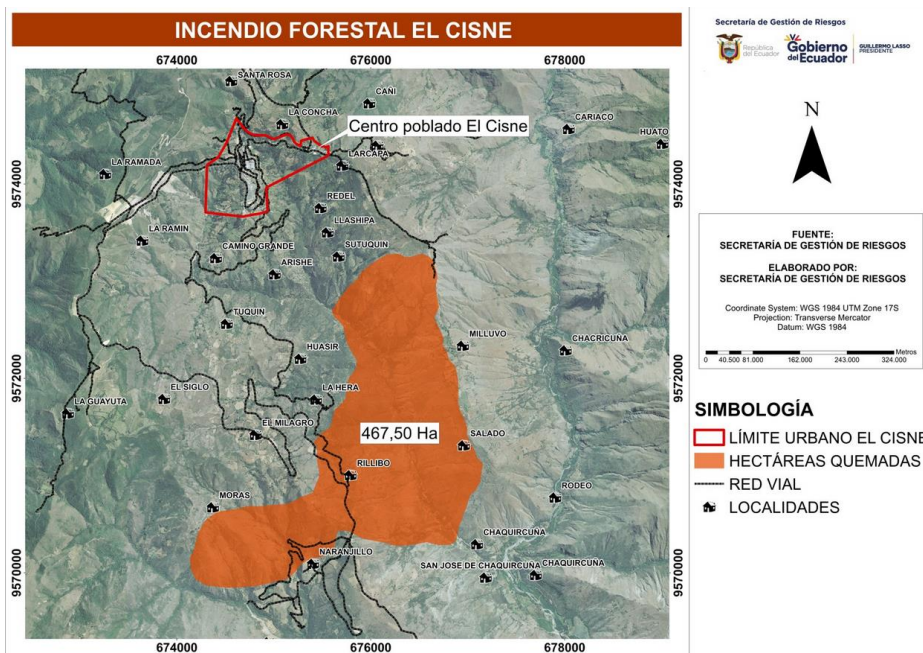 INCENDIO FORESTAL EL CISNE
674000
676000
678000
SANTA ROSA
CANI
LA CONCHA
Centro poblado El Cisne
CARIACO
HUATO
LARCAPA
LA RAMADA
9574000
9574000
REDEL
LLASHIPA
LA RAMIN
CAMINO GRANDE
SUTUQUIN
ARISHE
TUQUIN
MILLUVO
CHACRICUÑA
HUASIR
9572000
9572000
EL SIGLO
LA HERA
LA GUAYUTA
EL MILAGRO
467,50 Ha
SALADO
RILLIBO
RODEO
MORAS
CHAQUIRCUÑA
NARANJILLO
SAN JOSE DE CHAQUIRCUÑA
CHAQUIRCUÑA
9570000
9570000
674000
676000
678000
Secretaría de Gestión de Riesgos
República
del Ecuador
Gobierno
del Ecuador
GUILLERMO LASSO
PRESIDENTE
N
FUENTE:
SECRETARÍA DE GESTIÓN DE RIESGOS
ELABORADO POR:
SECRETARÍA DE GESTIÓN DE RIESGOS
Coordinate System: WGS 1984 UTM Zone 17S
Projection: Transverse Mercator
Datum: WGS 1984
Metros
0 40.500 81.000 162.000 243.000 324.000
SIMBOLOGÍA
LÍMITE URBANO EL CISNE
HECTÁREAS QUEMADAS
RED VIAL
LOCALIDADES